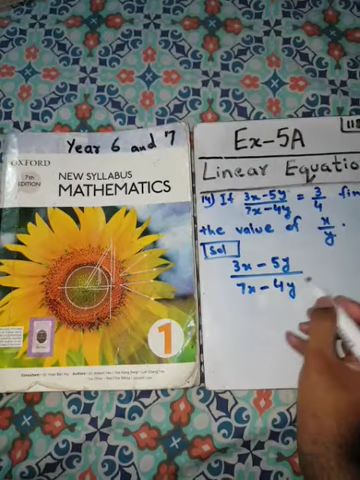 Year 6 and 7
OXFORD
7th
EDITION
NEW SYLLABUS
MATHEMATICS
1
Ex-5A
Linear Equatio
14) If 3x-5y/7x-4y = 3/4 fin
the value of x/y.
Sol
3x-5y
7x-4y